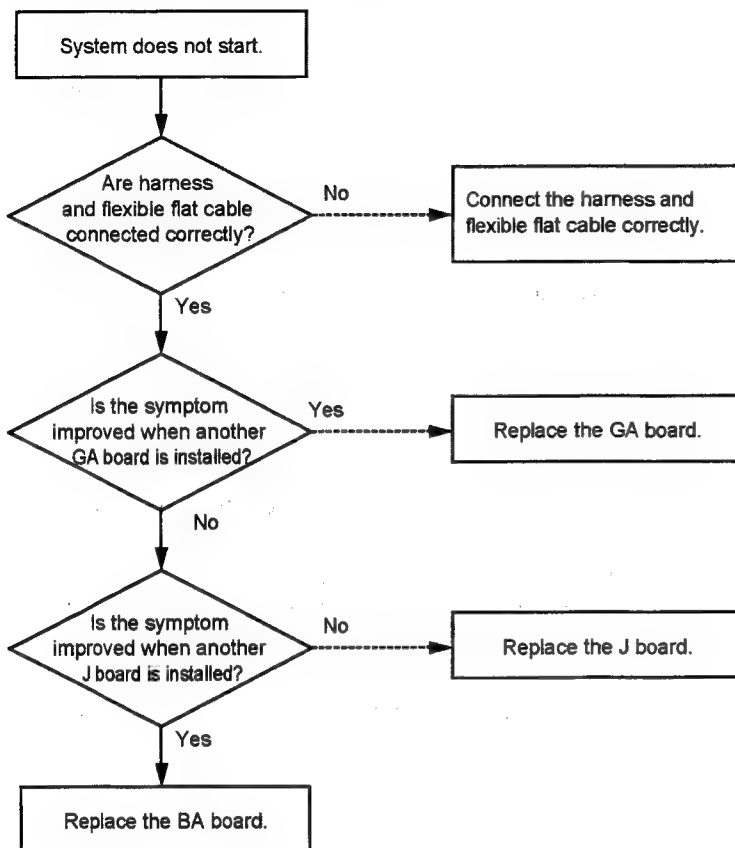 System does not start.
Are harness
and flexible flat cable
connected correctly?
No
Connect the harness and
flexible flat cable correctly.
Yes
Is the symptom
improved when another
GA board is installed?
Yes
Replace the GA board.
No
Is the symptom
improved when another
J board is installed?
No
Replace the J board.
Yes
Replace the BA board.